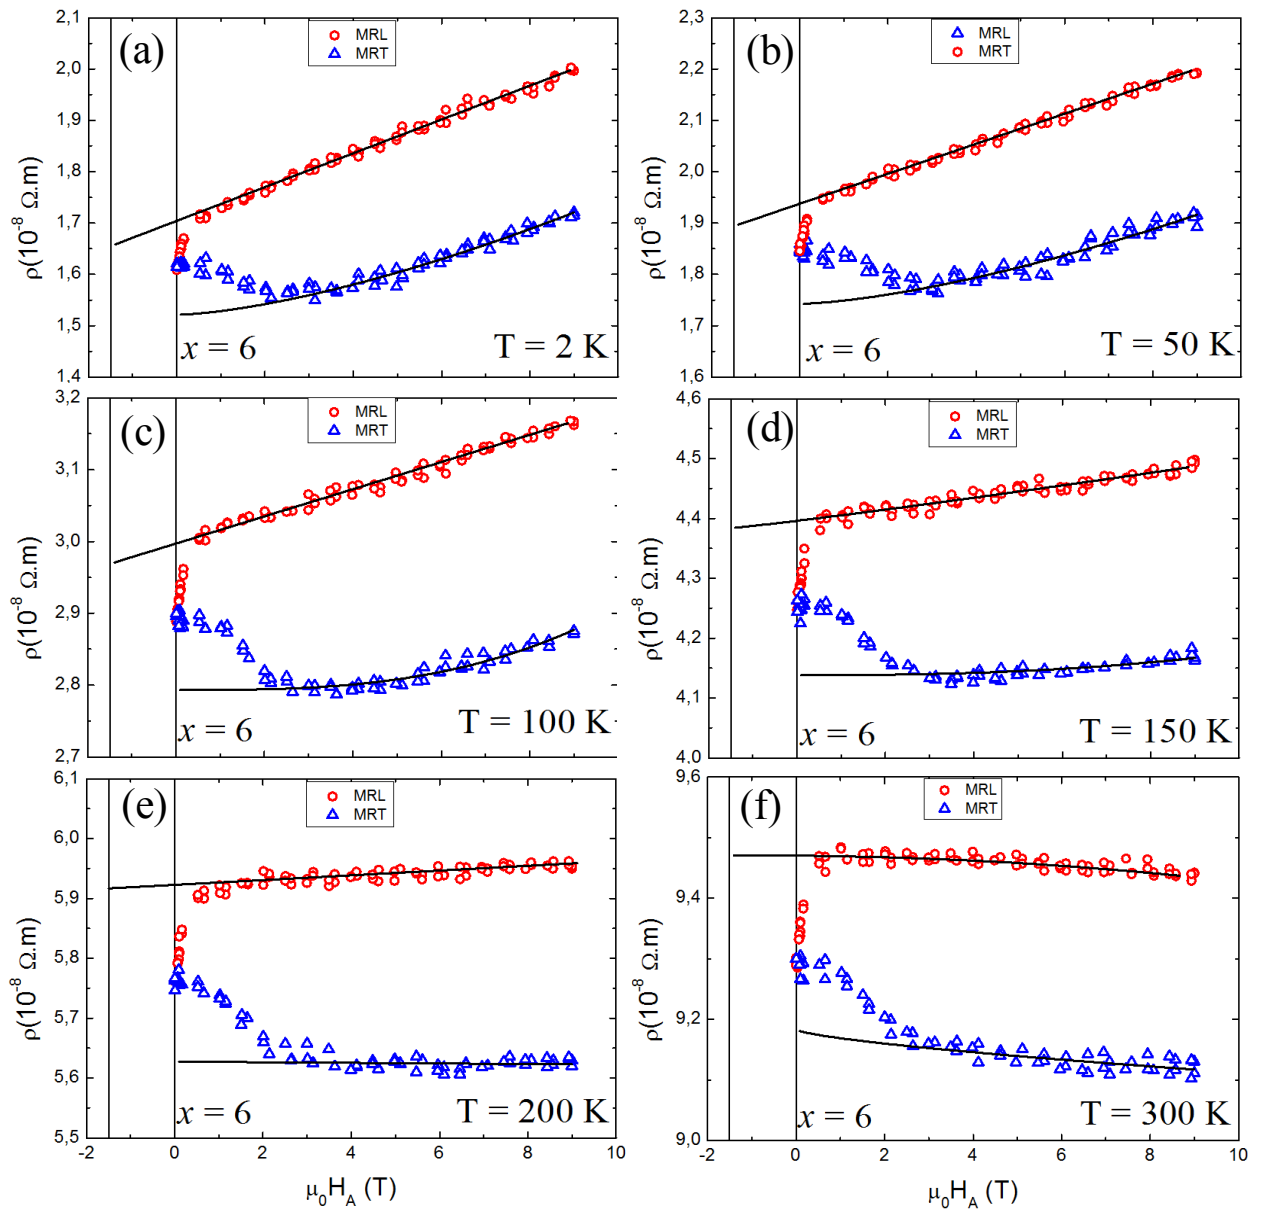 (a)
MRL
MRT
2,1
2,0
1,9
1,8
1,7
1,6
1,5
1,4
ρ(10⁻⁸ Ω.m)
x = 6
T = 2 K
(b)
MRT
MRL
2,3
2,2
2,1
2,0
1,9
1,8
1,7
1,6
ρ(10⁻⁸ Ω.m)
x = 6
T = 50 K
(c)
MRL
MRT
3,2
3,1
3,0
2,9
2,8
2,7
ρ(10⁻⁸ Ω.m)
x = 6
T = 100 K
(d)
MRL
MRT
4,6
4,5
4,4
4,3
4,2
4,1
4,0
ρ(10⁻⁸ Ω.m)
x = 6
T = 150 K
(e)
MRL
MRT
6,1
6,0
5,9
5,8
5,7
5,6
5,5
ρ(10⁻⁸ Ω.m)
x = 6
T = 200 K
-2 0 2 4 6 8 10
μ₀H_A (T)
(f)
MRL
MRT
9,6
9,4
9,2
9,0
ρ(10⁻⁸ Ω.m)
x = 6
T = 300 K
-2 0 2 4 6 8 10
μ₀H_A (T)